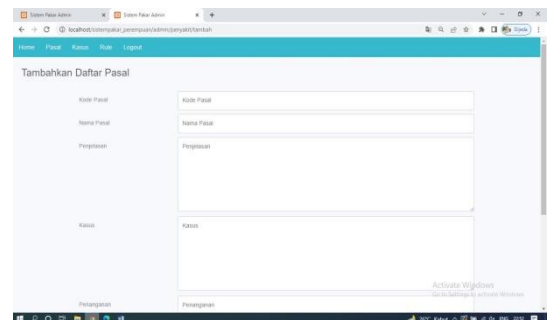 Sistem Pakar Admin
Sistem Pakar Admin
localhost/sistempakar_perempuan/admin/penyakit/tambah
Home Pasal Kasus Rule Logout
Tambahkan Daftar Pasal
Kode Pasal Kode Pasal
Nama Pasal Nama Pasal
Penjelasan Penjelasan
Kasus Kasus
Activate Windows
Go to Settings to activate Windows.
Penanganan Penanganan